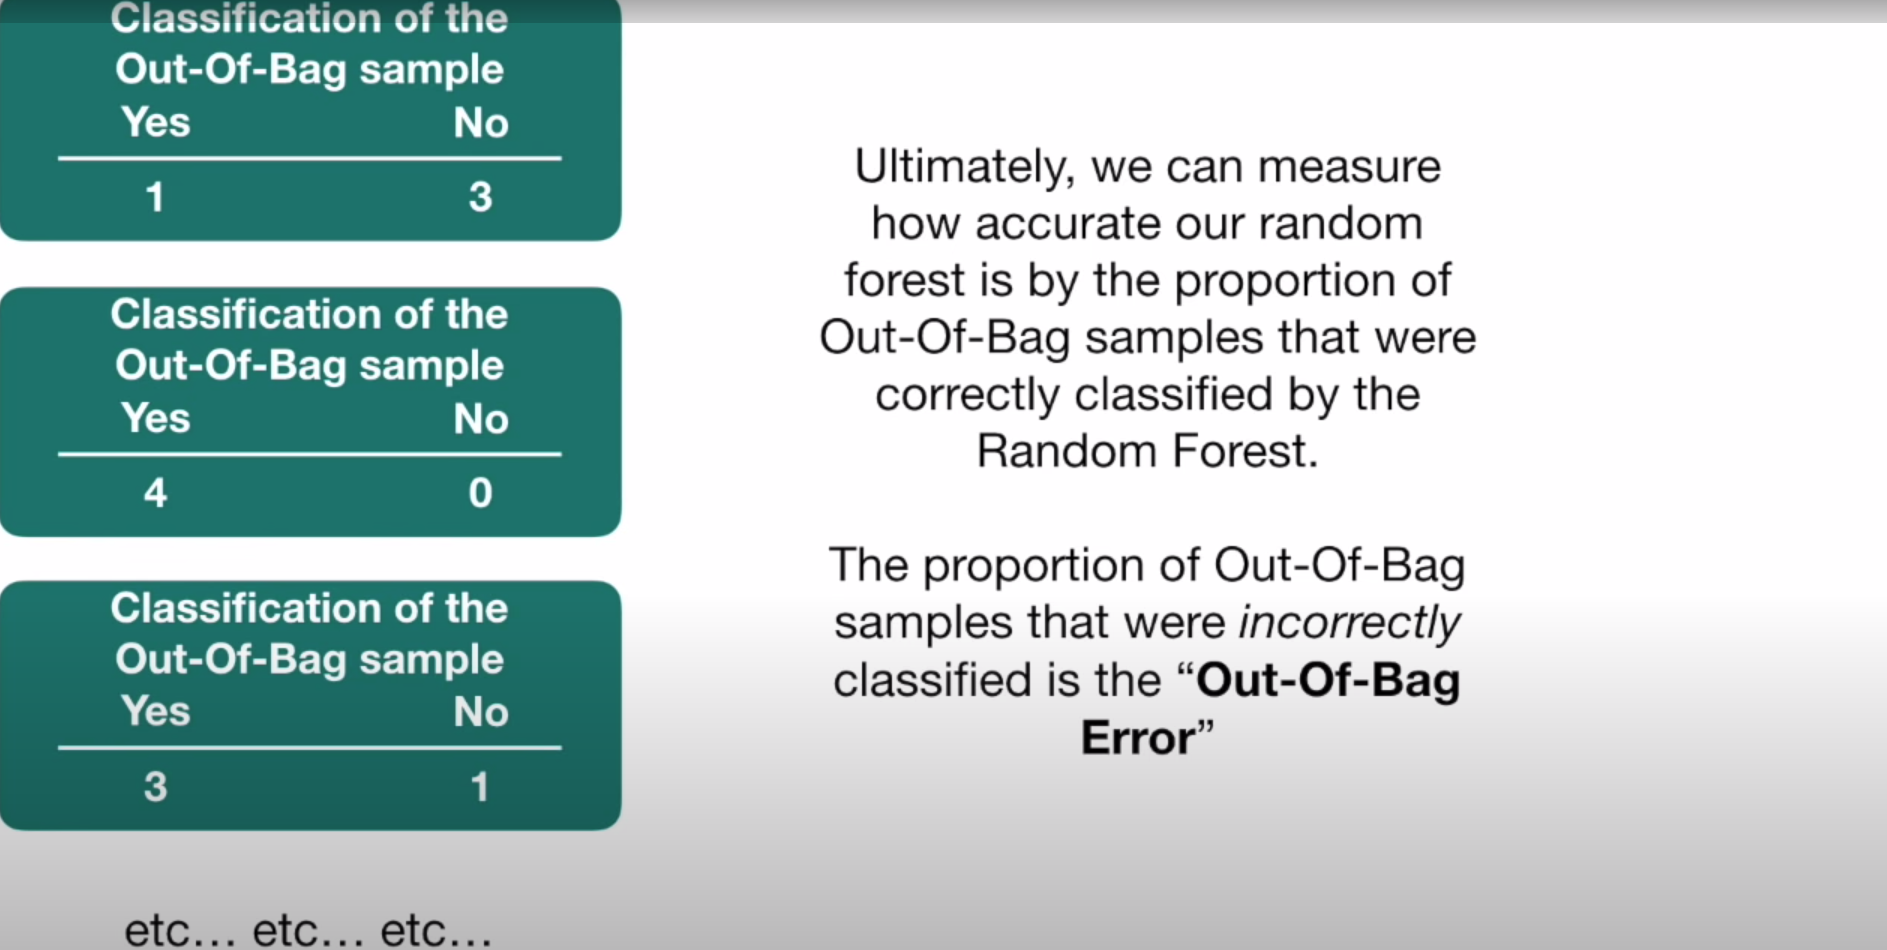 Classification of the
Out-Of-Bag sample
Yes No
1 3
Classification of the
Out-Of-Bag sample
Yes No
4 0
Classification of the
Out-Of-Bag sample
Yes No
3 1
etc... etc... etc...
Ultimately, we can measure
how accurate our random
forest is by the proportion of
Out-Of-Bag samples that were
correctly classified by the
Random Forest.
The proportion of Out-Of-Bag
samples that were incorrectly
classified is the “Out-Of-Bag
Error”